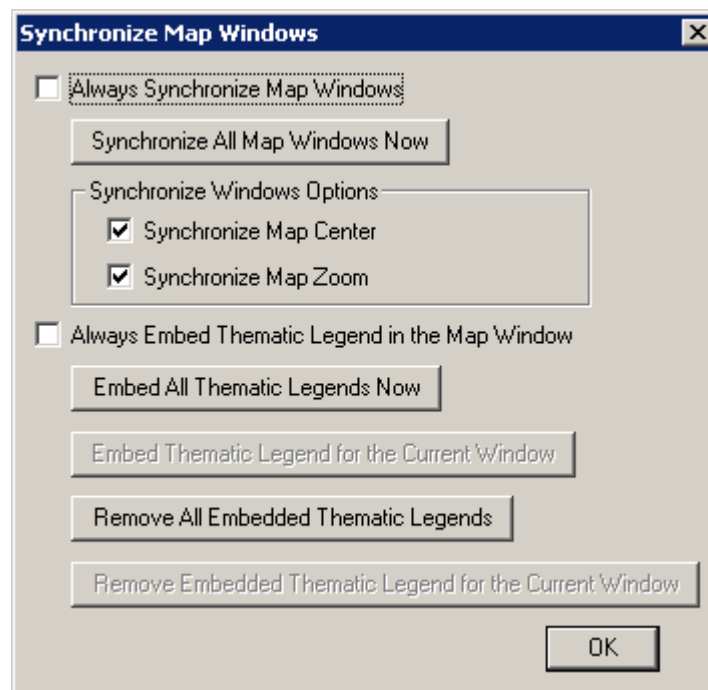 Synchronize Map Windows
Always Synchronize Map Windows
Synchronize All Map Windows Now
Synchronize Windows Options
Synchronize Map Center
Synchronize Map Zoom
Always Embed Thematic Legend in the Map Window
Embed All Thematic Legends Now
Embed Thematic Legend for the Current Window
Remove All Embedded Thematic Legends
Remove Embedded Thematic Legend for the Current Window
OK